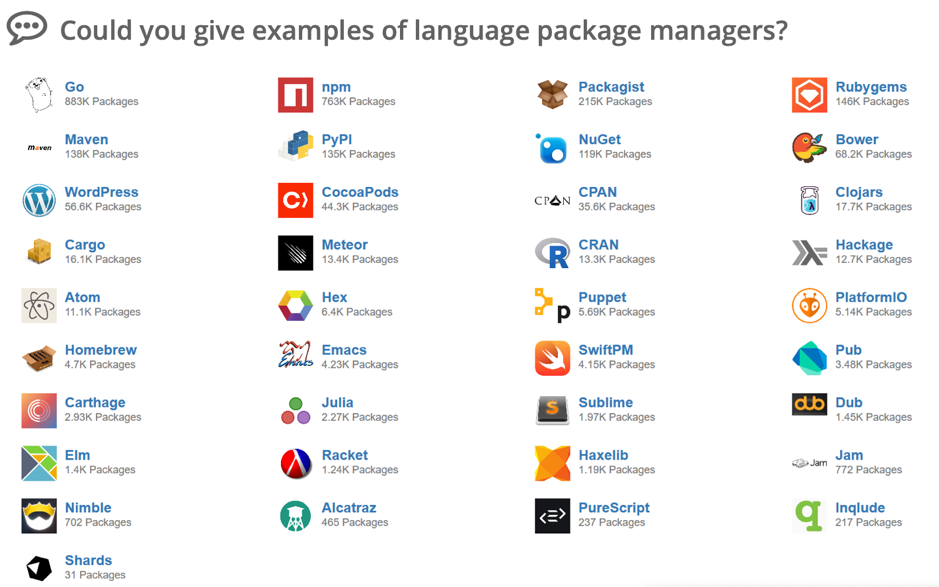 Could you give examples of language package managers?
Go
883K Packages
npm
763K Packages
Packagist
215K Packages
Rubygems
146K Packages
maven
Maven
138K Packages
PyPI
135K Packages
NuGet
119K Packages
Bower
68.2K Packages
WordPress
56.6K Packages
CocoaPods
44.3K Packages
CPAN
CPAN
35.6K Packages
Clojars
17.7K Packages
Cargo
16.1K Packages
Meteor
13.4K Packages
R
CRAN
13.3K Packages
Hackage
12.7K Packages
Atom
11.1K Packages
Hex
6.4K Packages
p
Puppet
5.69K Packages
PlatformIO
5.14K Packages
Homebrew
4.7K Packages
Emacs
Emacs
4.23K Packages
SwiftPM
4.15K Packages
Pub
3.48K Packages
Carthage
2.93K Packages
Julia
2.27K Packages
S
Sublime
1.97K Packages
dub
Dub
1.45K Packages
Elm
1.4K Packages
Racket
1.24K Packages
Haxelib
1.19K Packages
Jam
Jam
772 Packages
Nimble
702 Packages
Alcatraz
465 Packages
PureScript
237 Packages
q
Inqlude
217 Packages
Shards
31 Packages